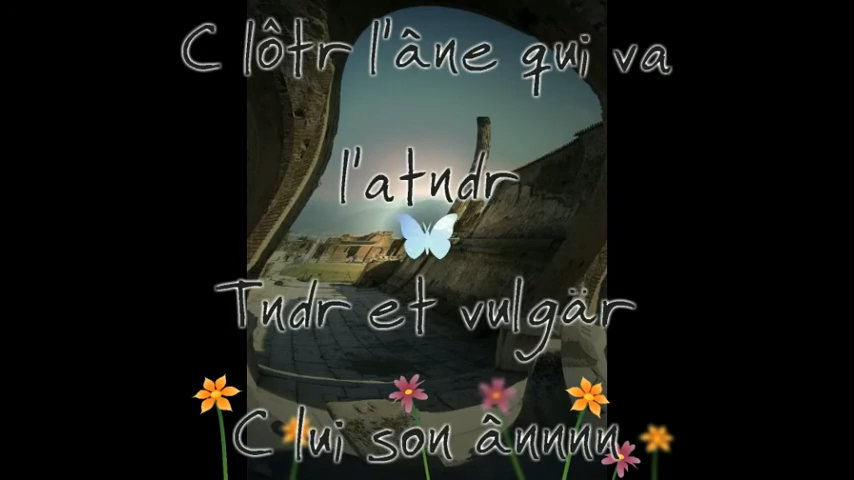 C lôtr l'âne qui va
l'atndr
Tndr et vulgär
C lui son ânnnn